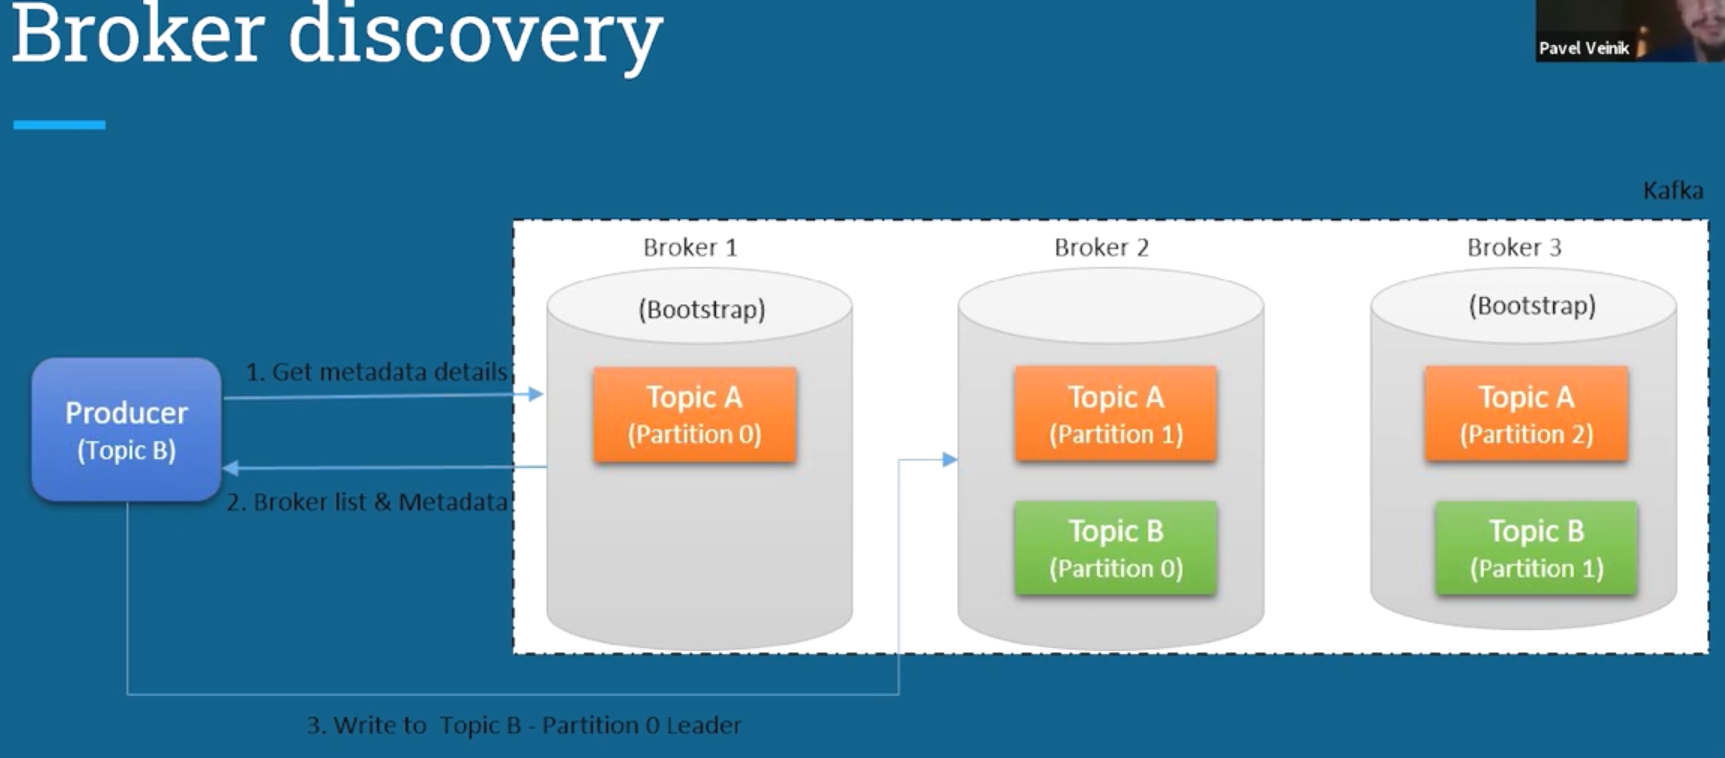 Broker discovery
Pavel Veinik
Kafka
Broker 1
Broker 2
Broker 3
(Bootstrap)
(Bootstrap)
1. Get metadata details
Producer
(Topic B)
2. Broker list & Metadata
Topic A
(Partition 0)
Topic A
(Partition 1)
Topic A
(Partition 2)
Topic B
(Partition 0)
Topic B
(Partition 1)
3. Write to Topic B - Partition 0 Leader